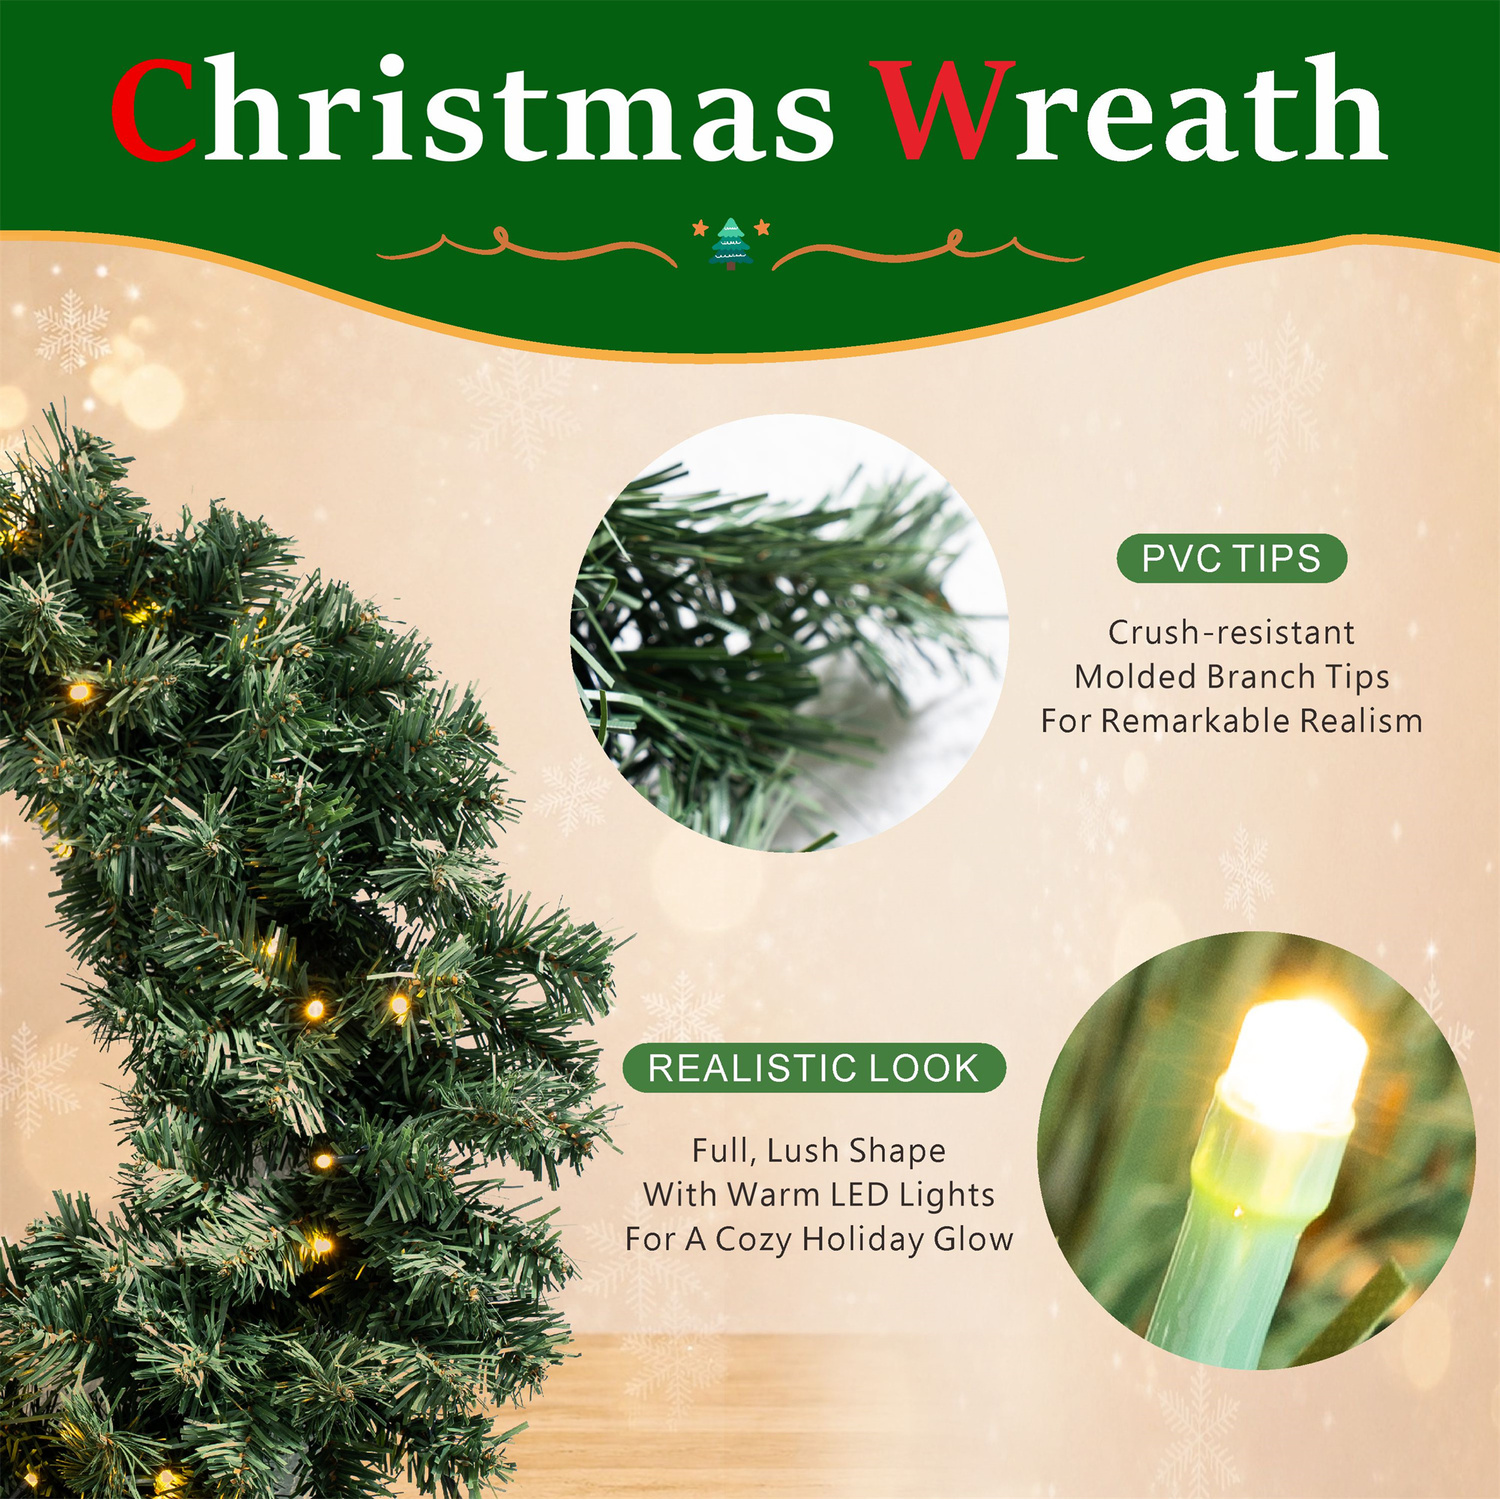 Christmas Wreath
PVC TIPS
Crush-resistant
Molded Branch Tips
For Remarkable Realism
REALISTIC LOOK
Full, Lush Shape
With Warm LED Lights
For A Cozy Holiday Glow